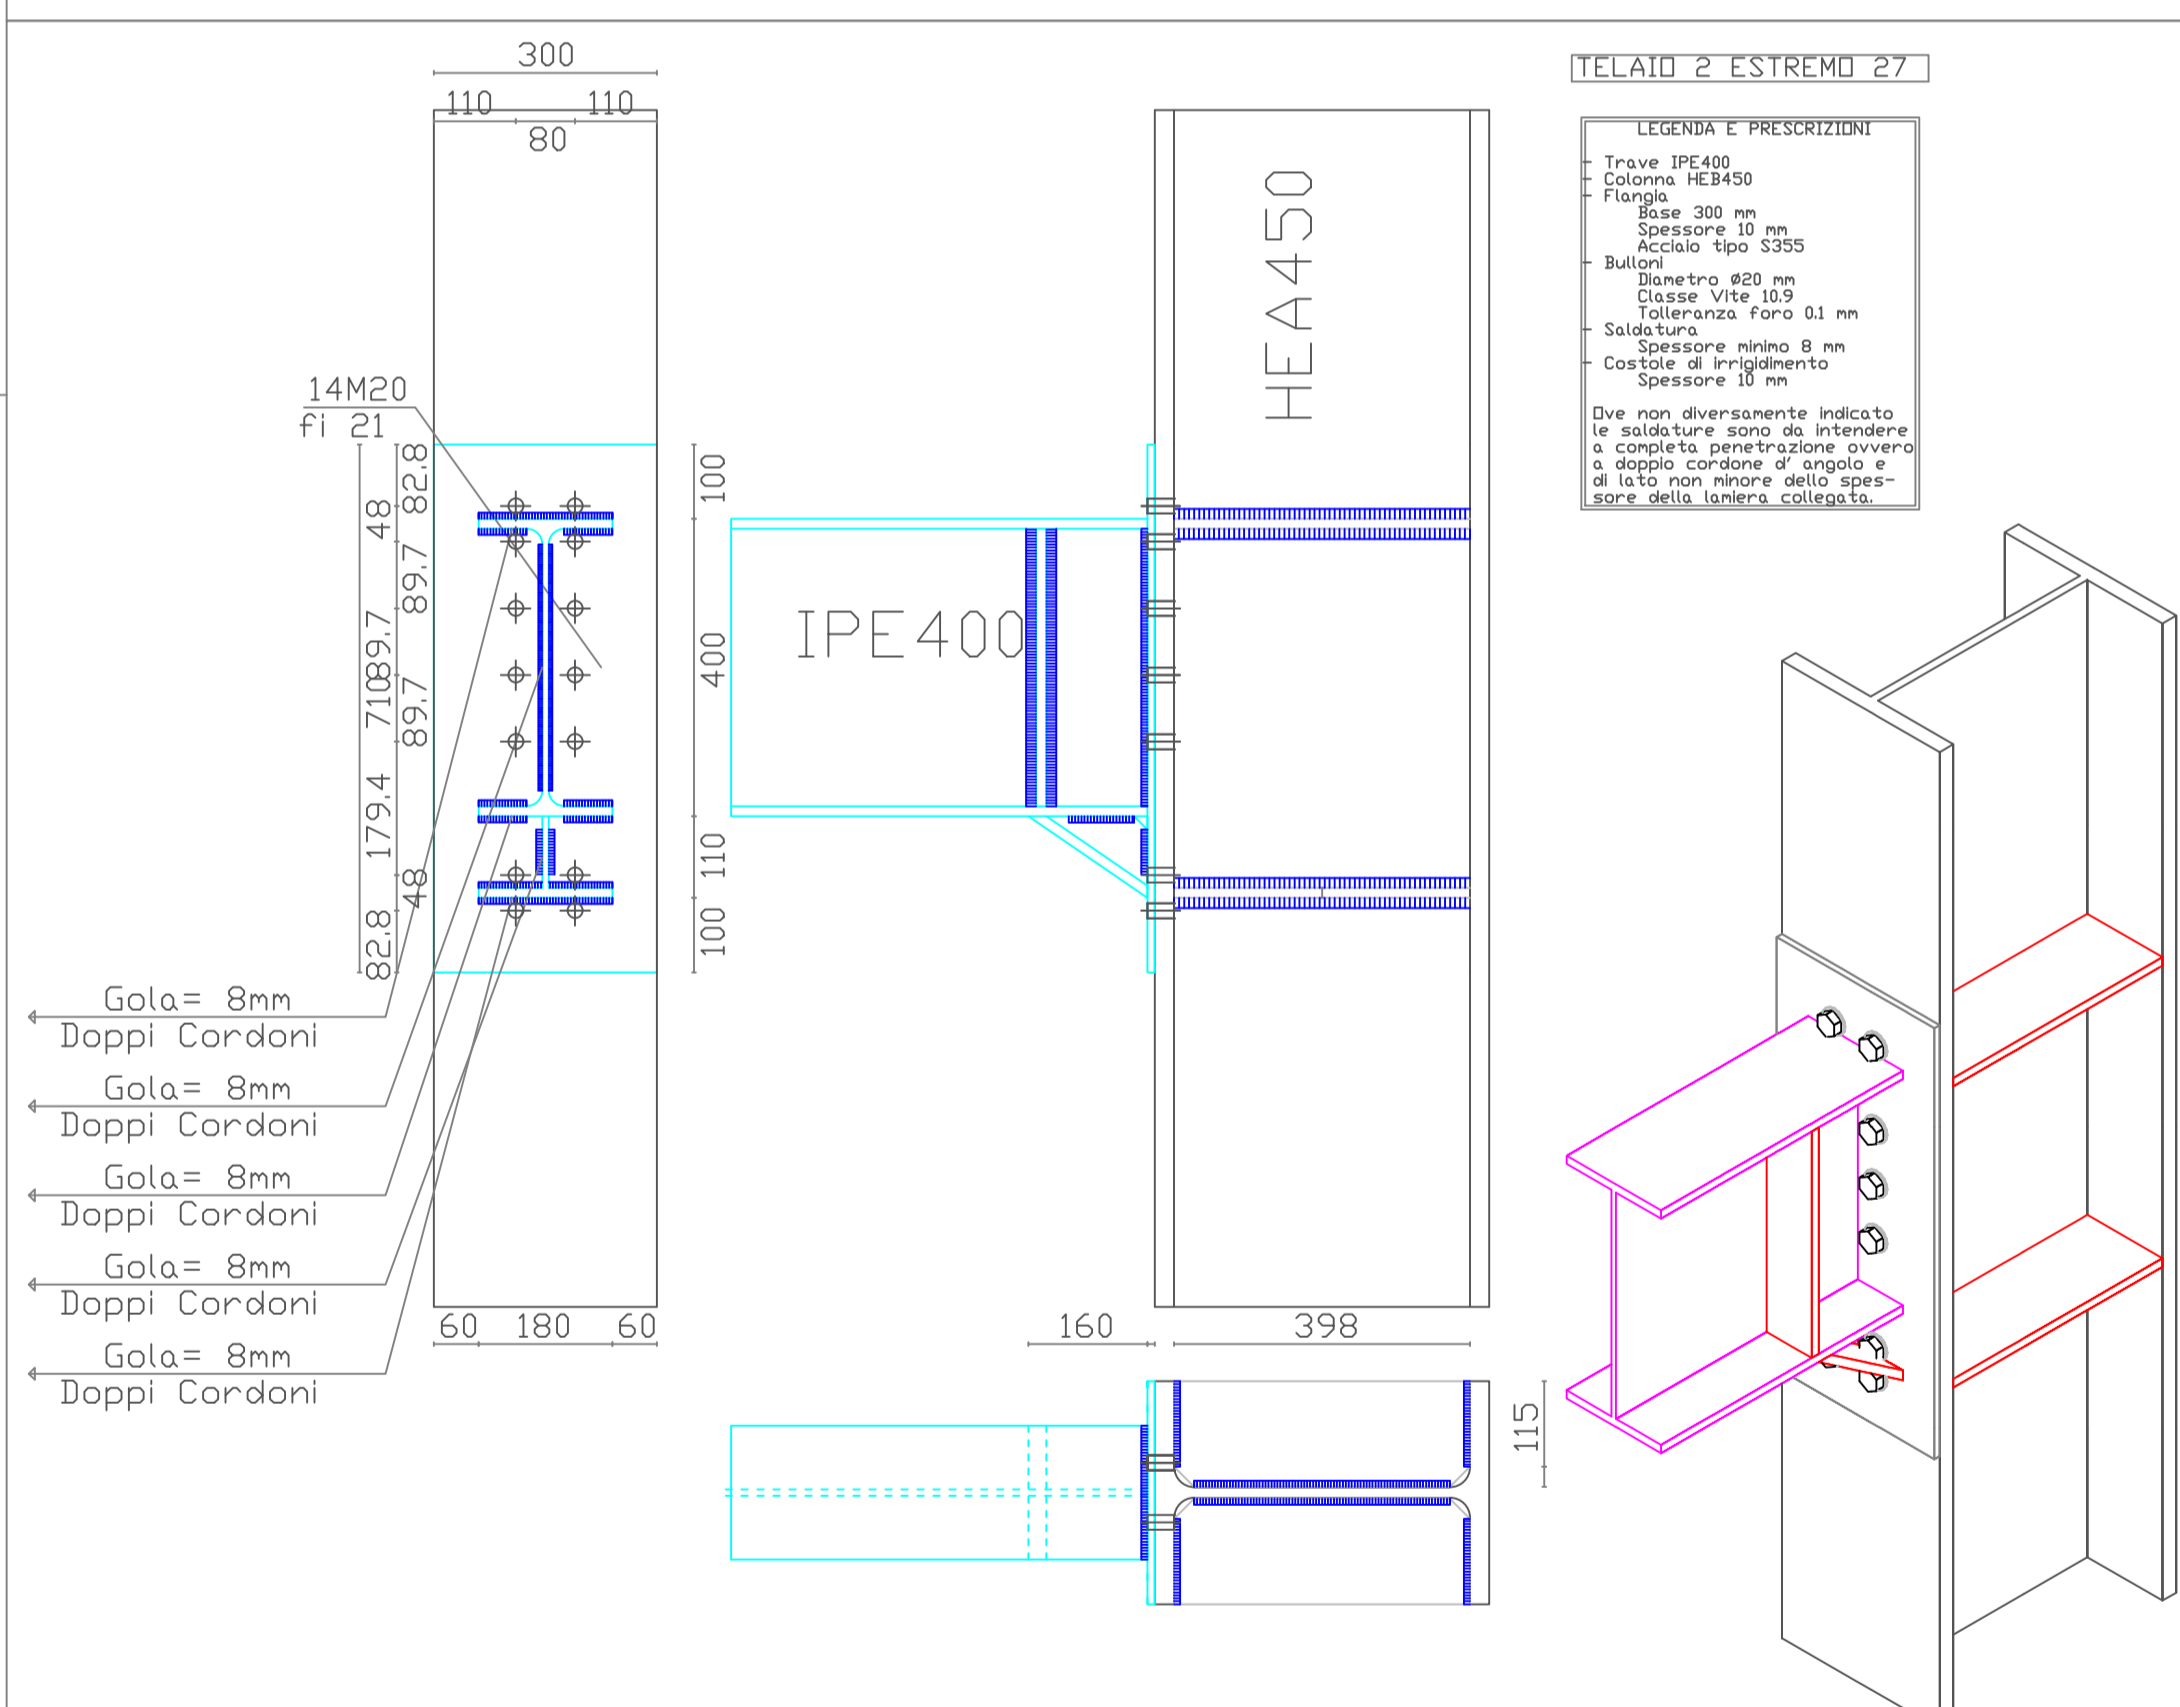 300
110
110
80
TELAIO 2 ESTREMO 27
LEGENDA E PRESCRIZIONI
- Trave IPE400
- Colonna HEB450
- Flangia
Base 300 mm
Spessore 10 mm
Acciaio tipo S355
- Bulloni
Diametro Ø20 mm
Classe Vite 10.9
Tolleranza foro 0.1 mm
- Saldatura
Spessore minimo 8 mm
- Costole di irrigidimento
Spessore 10 mm
Ove non diversamente indicato
le saldature sono da intendere
a completa penetrazione ovvero
a doppio cordone d' angolo e
di lato non minore dello spes-
sore della lamiera collegata.
HEA450
14M20
fi 21
82.8
48
89.7
89.7
710
89.7
179.4
48
82.8
100
400
110
100
IPE400
Gola= 8mm
Doppi Cordoni
Gola= 8mm
Doppi Cordoni
Gola= 8mm
Doppi Cordoni
Gola= 8mm
Doppi Cordoni
Gola= 8mm
Doppi Cordoni
60
180
60
160
398
115